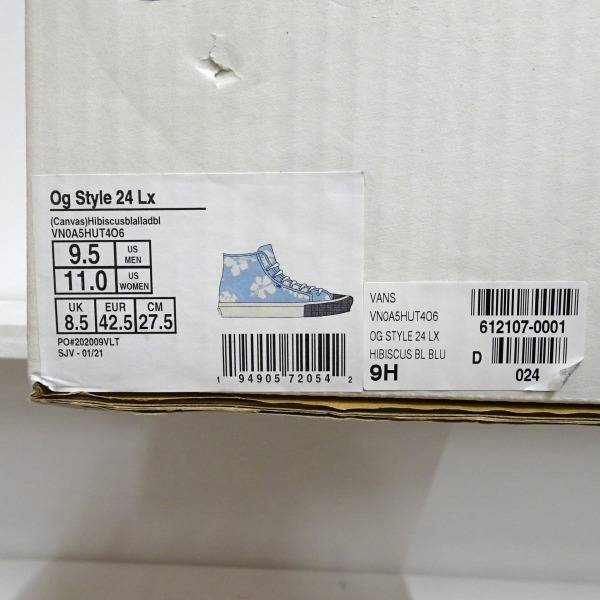 Og Style 24 Lx
(Canvas)Hibiscusblalladbl
VN0A5HUT4O6
9.5 US MEN
11.0 US WOMEN
UK EUR CM
8.5 42.5 27.5
PO#202009VLT
SJV - 01/21
1 94905 72054 2
VANS
VN0A5HUT4O6
OG STYLE 24 LX
HIBISCUS BL BLU
9H
612107-0001
D
024